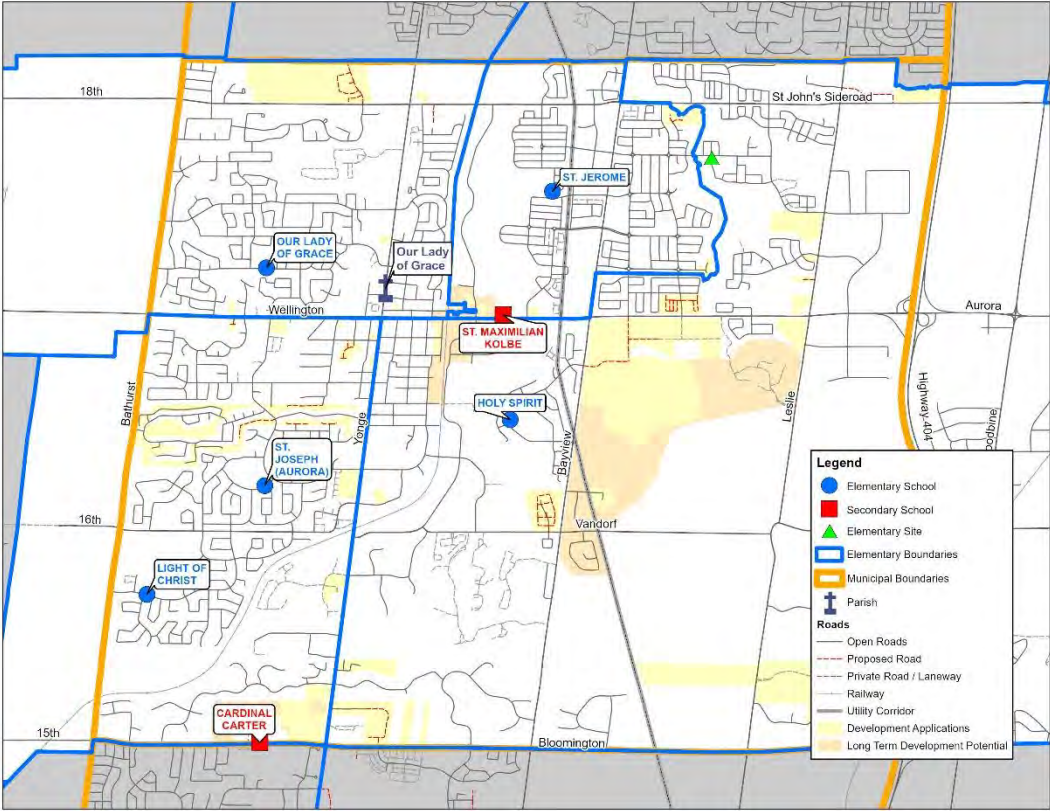 18th
St John's Sideroad
ST. JEROME
OUR LADY
OF GRACE
Our Lady
of Grace
Wellington
Aurora
ST. MAXIMILIAN
KOLBE
Bathurst
Yonge
HOLY SPIRIT
Bayview
Leslie
Highway 404
oodbine
ST.
JOSEPH
(AURORA)
16th
Vandorf
LIGHT OF
CHRIST
CARDINAL
CARTER
15th
Bloomington
Legend
Elementary School
Secondary School
Elementary Site
Elementary Boundaries
Municipal Boundaries
Parish
Roads
Open Roads
Proposed Road
Private Road / Laneway
Railway
Utility Corridor
Development Applications
Long Term Development Potential